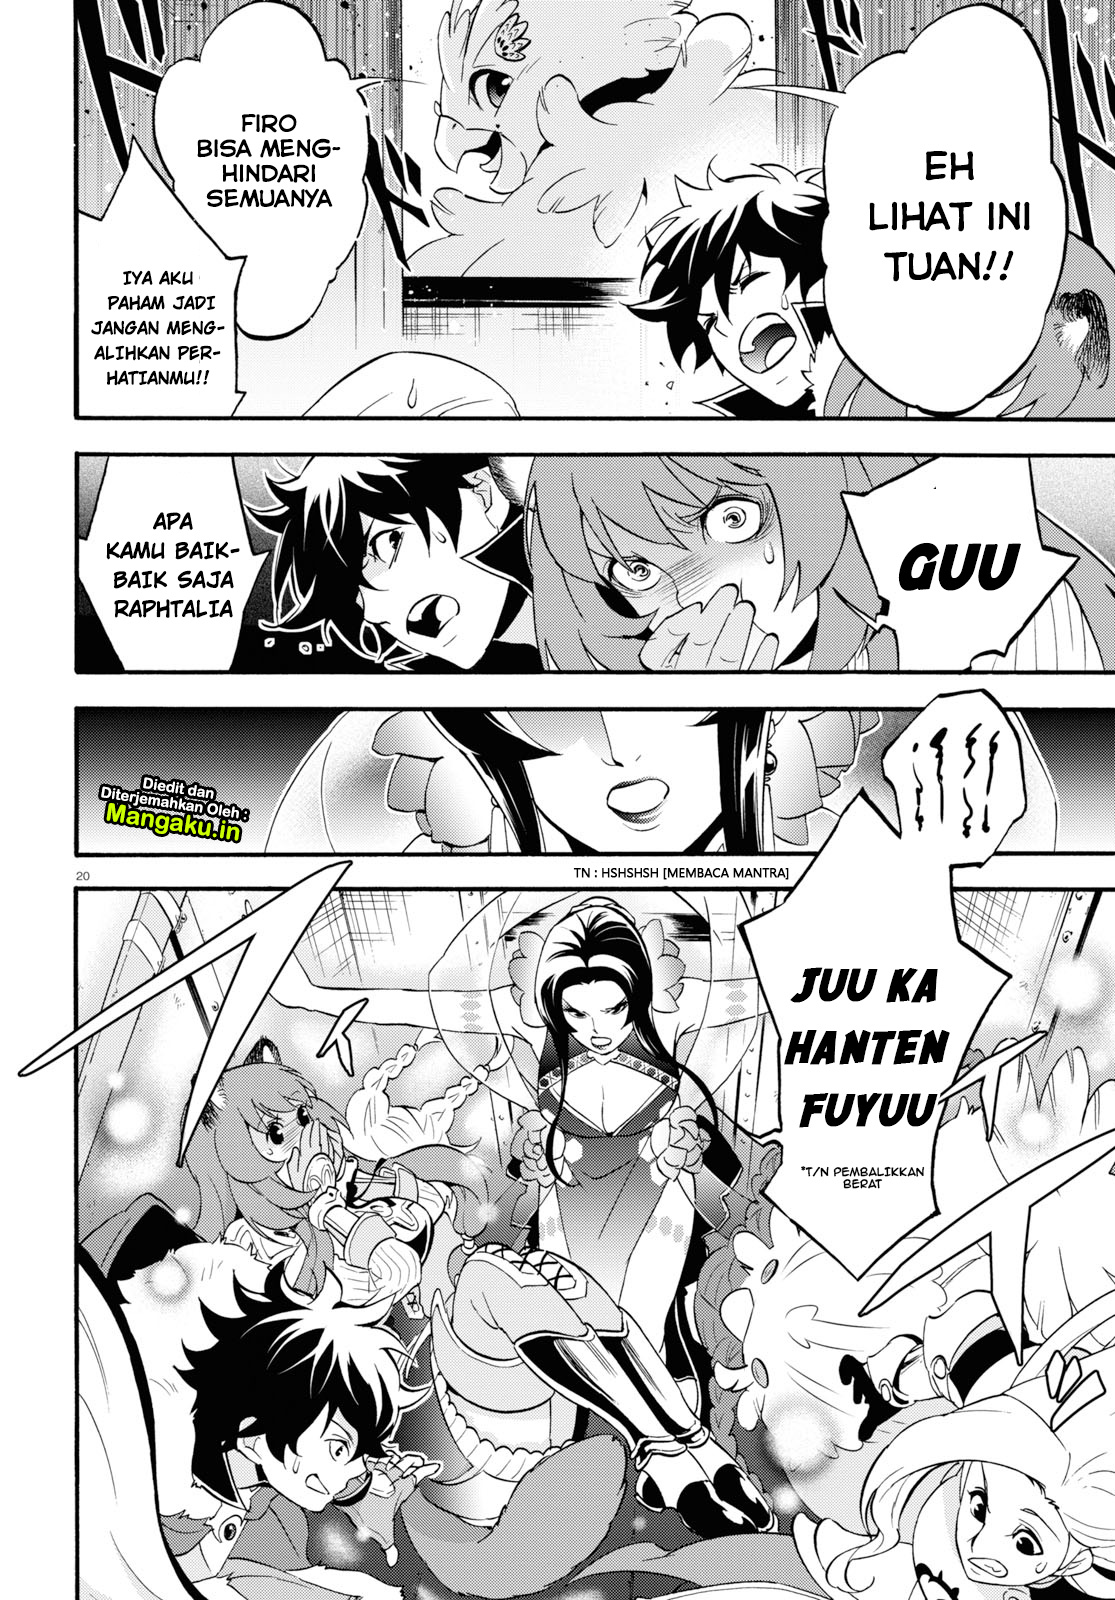 EH
LIHAT INI
TUAN!!
FIRO
BISA MENG-
HINDARI
SEMUANYA
IYA AKU
PAHAM JADI
JANGAN MENG-
ALIHKAN PER-
HATIANMU!!
GUU
APA
KAMU BAIK-
BAIK SAJA
RAPHTALIA
Diedit dan
Diterjemahkan Oleh :
Mangaku.in
20
TN : HSHSHSH [MEMBACA MANTRA]
JUU KA
HANTEN
FUYUU
*T/N PEMBALIKKAN
BERAT